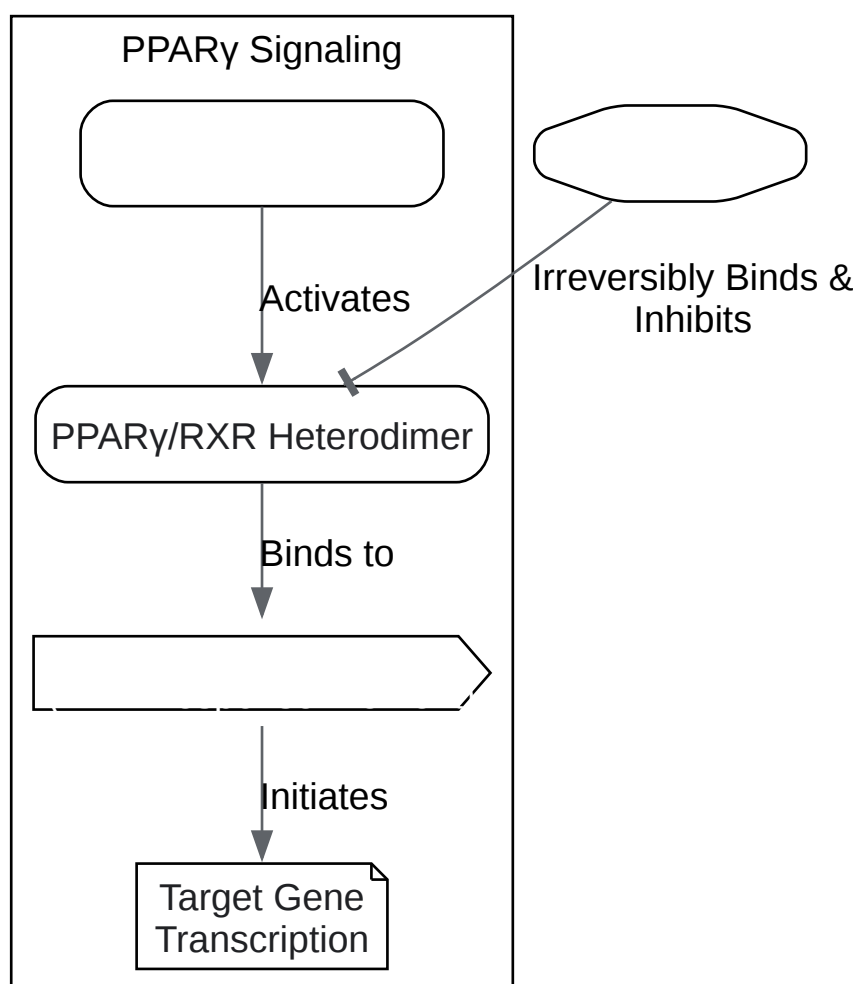 PPARγ Signaling
Activates
Irreversibly Binds &
Inhibits
PPARγ/RXR Heterodimer
Binds to
Initiates
Target Gene
Transcription